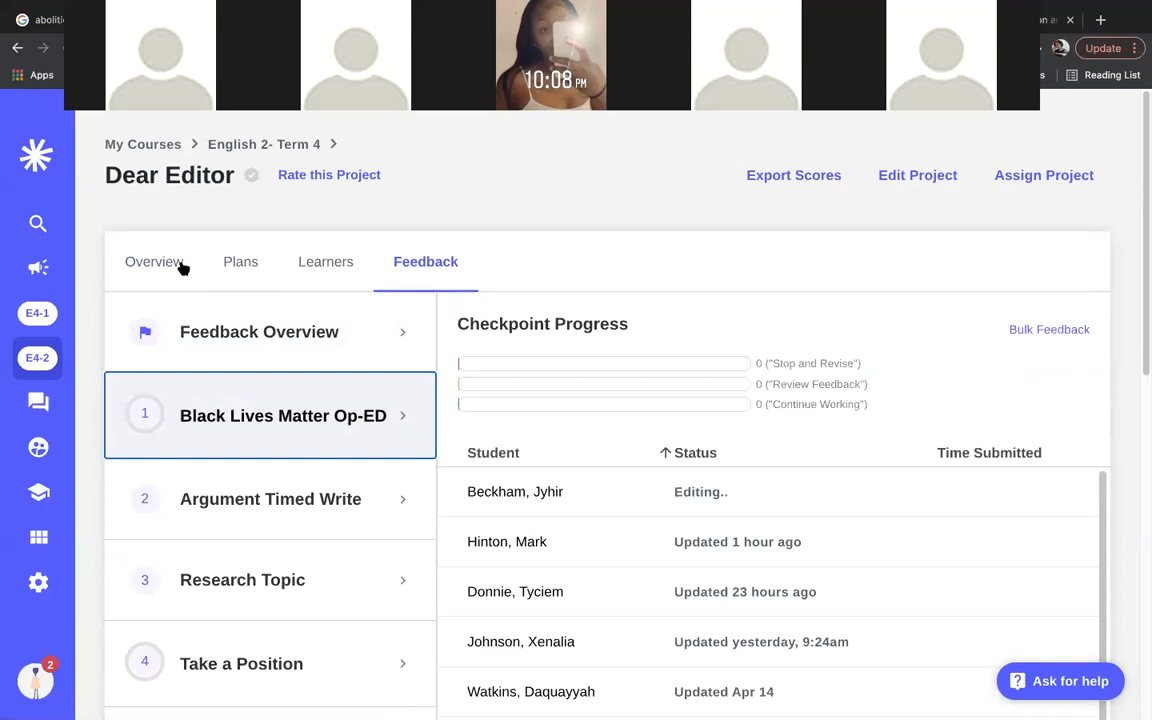 aboliti
on a
Update
Apps
s
Reading List
10:08 PM
My Courses > English 2- Term 4 >
Dear Editor
Rate this Project
Export Scores
Edit Project
Assign Project
E4-1
E4-2
2
Overview
Plans
Learners
Feedback
Feedback Overview
1 Black Lives Matter Op-ED
2 Argument Timed Write
3 Research Topic
4 Take a Position
Checkpoint Progress
Bulk Feedback
0 ("Stop and Revise")
0 ("Review Feedback")
0 ("Continue Working")
Student Status Time Submitted
Beckham, Jyhir Editing..
Hinton, Mark Updated 1 hour ago
Donnie, Tyciem Updated 23 hours ago
Johnson, Xenalia Updated yesterday, 9:24am
Watkins, Daquayyah Updated Apr 14
Ask for help